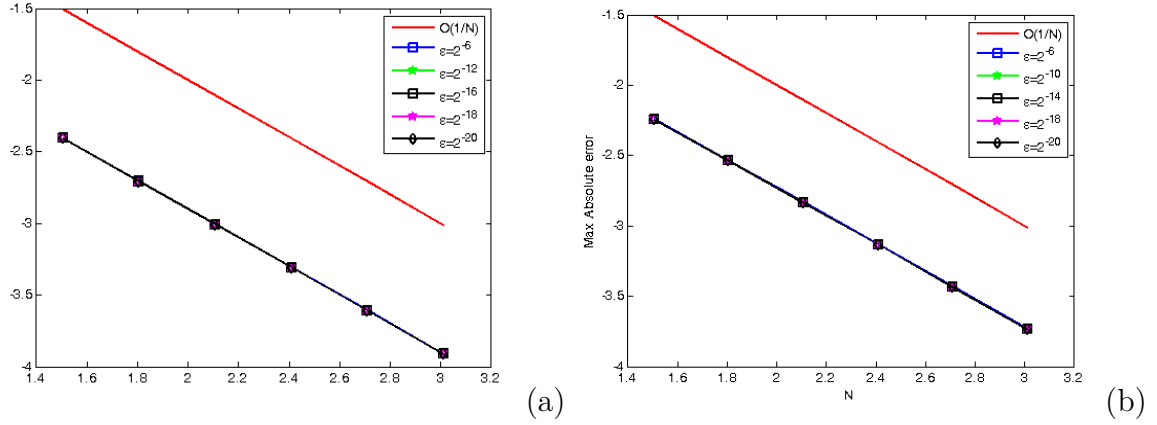 -1.5
-2
-2.5
-3
-3.5
-4
1.4 1.6 1.8 2 2.2 2.4 2.6 2.8 3 3.2
O(1/N)
ε=2^-6
ε=2^-12
ε=2^-16
ε=2^-18
ε=2^-20
(a)
Max Absolute error
-1.5
-2
-2.5
-3
-3.5
-4
1.4 1.6 1.8 2 2.2 2.4 2.6 2.8 3 3.2
N
O(1/N)
ε=2^-6
ε=2^-10
ε=2^-14
ε=2^-18
ε=2^-20
(b)